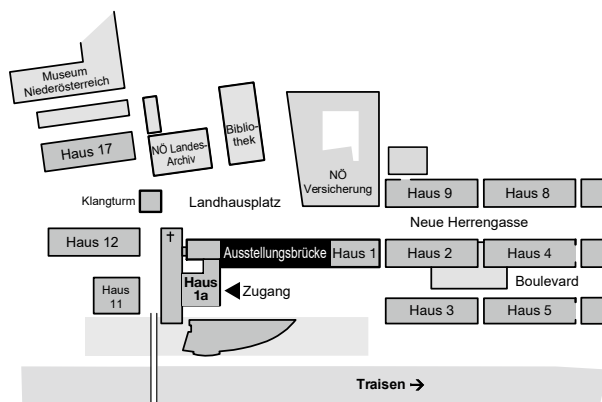 Museum
Niederösterreich
Haus 17
NÖ Landes-
Archiv
Biblio-
thek
NÖ
Versicherung
Haus 9
Haus 8
Klangturm
Landhausplatz
Neue Herrengasse
Haus 12
†
Ausstellungsbrücke
Haus 1
Haus 2
Haus 4
Haus
11
Haus
1a
Zugang
Boulevard
Haus 3
Haus 5
Traisen →